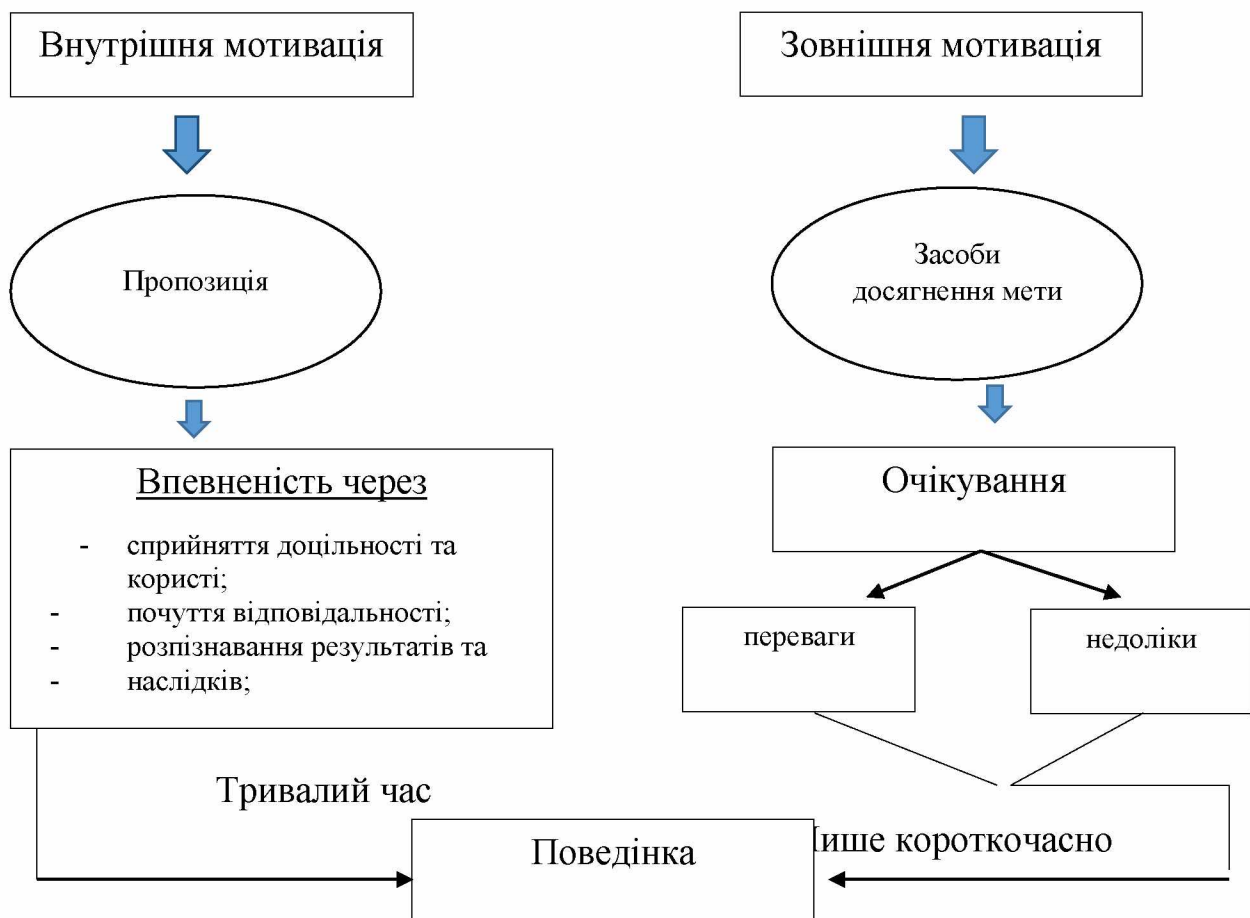 Внутрішня мотивація
Зовнішня мотивація
Пропозиція
Засоби
досягнення мети
Впевненість через
- сприйняття доцільності та
користі;
- почуття відповідальності;
- розпізнавання результатів та
- наслідків;
Очікування
переваги
недоліки
Тривалий час
Поведінка
ише короткочасно